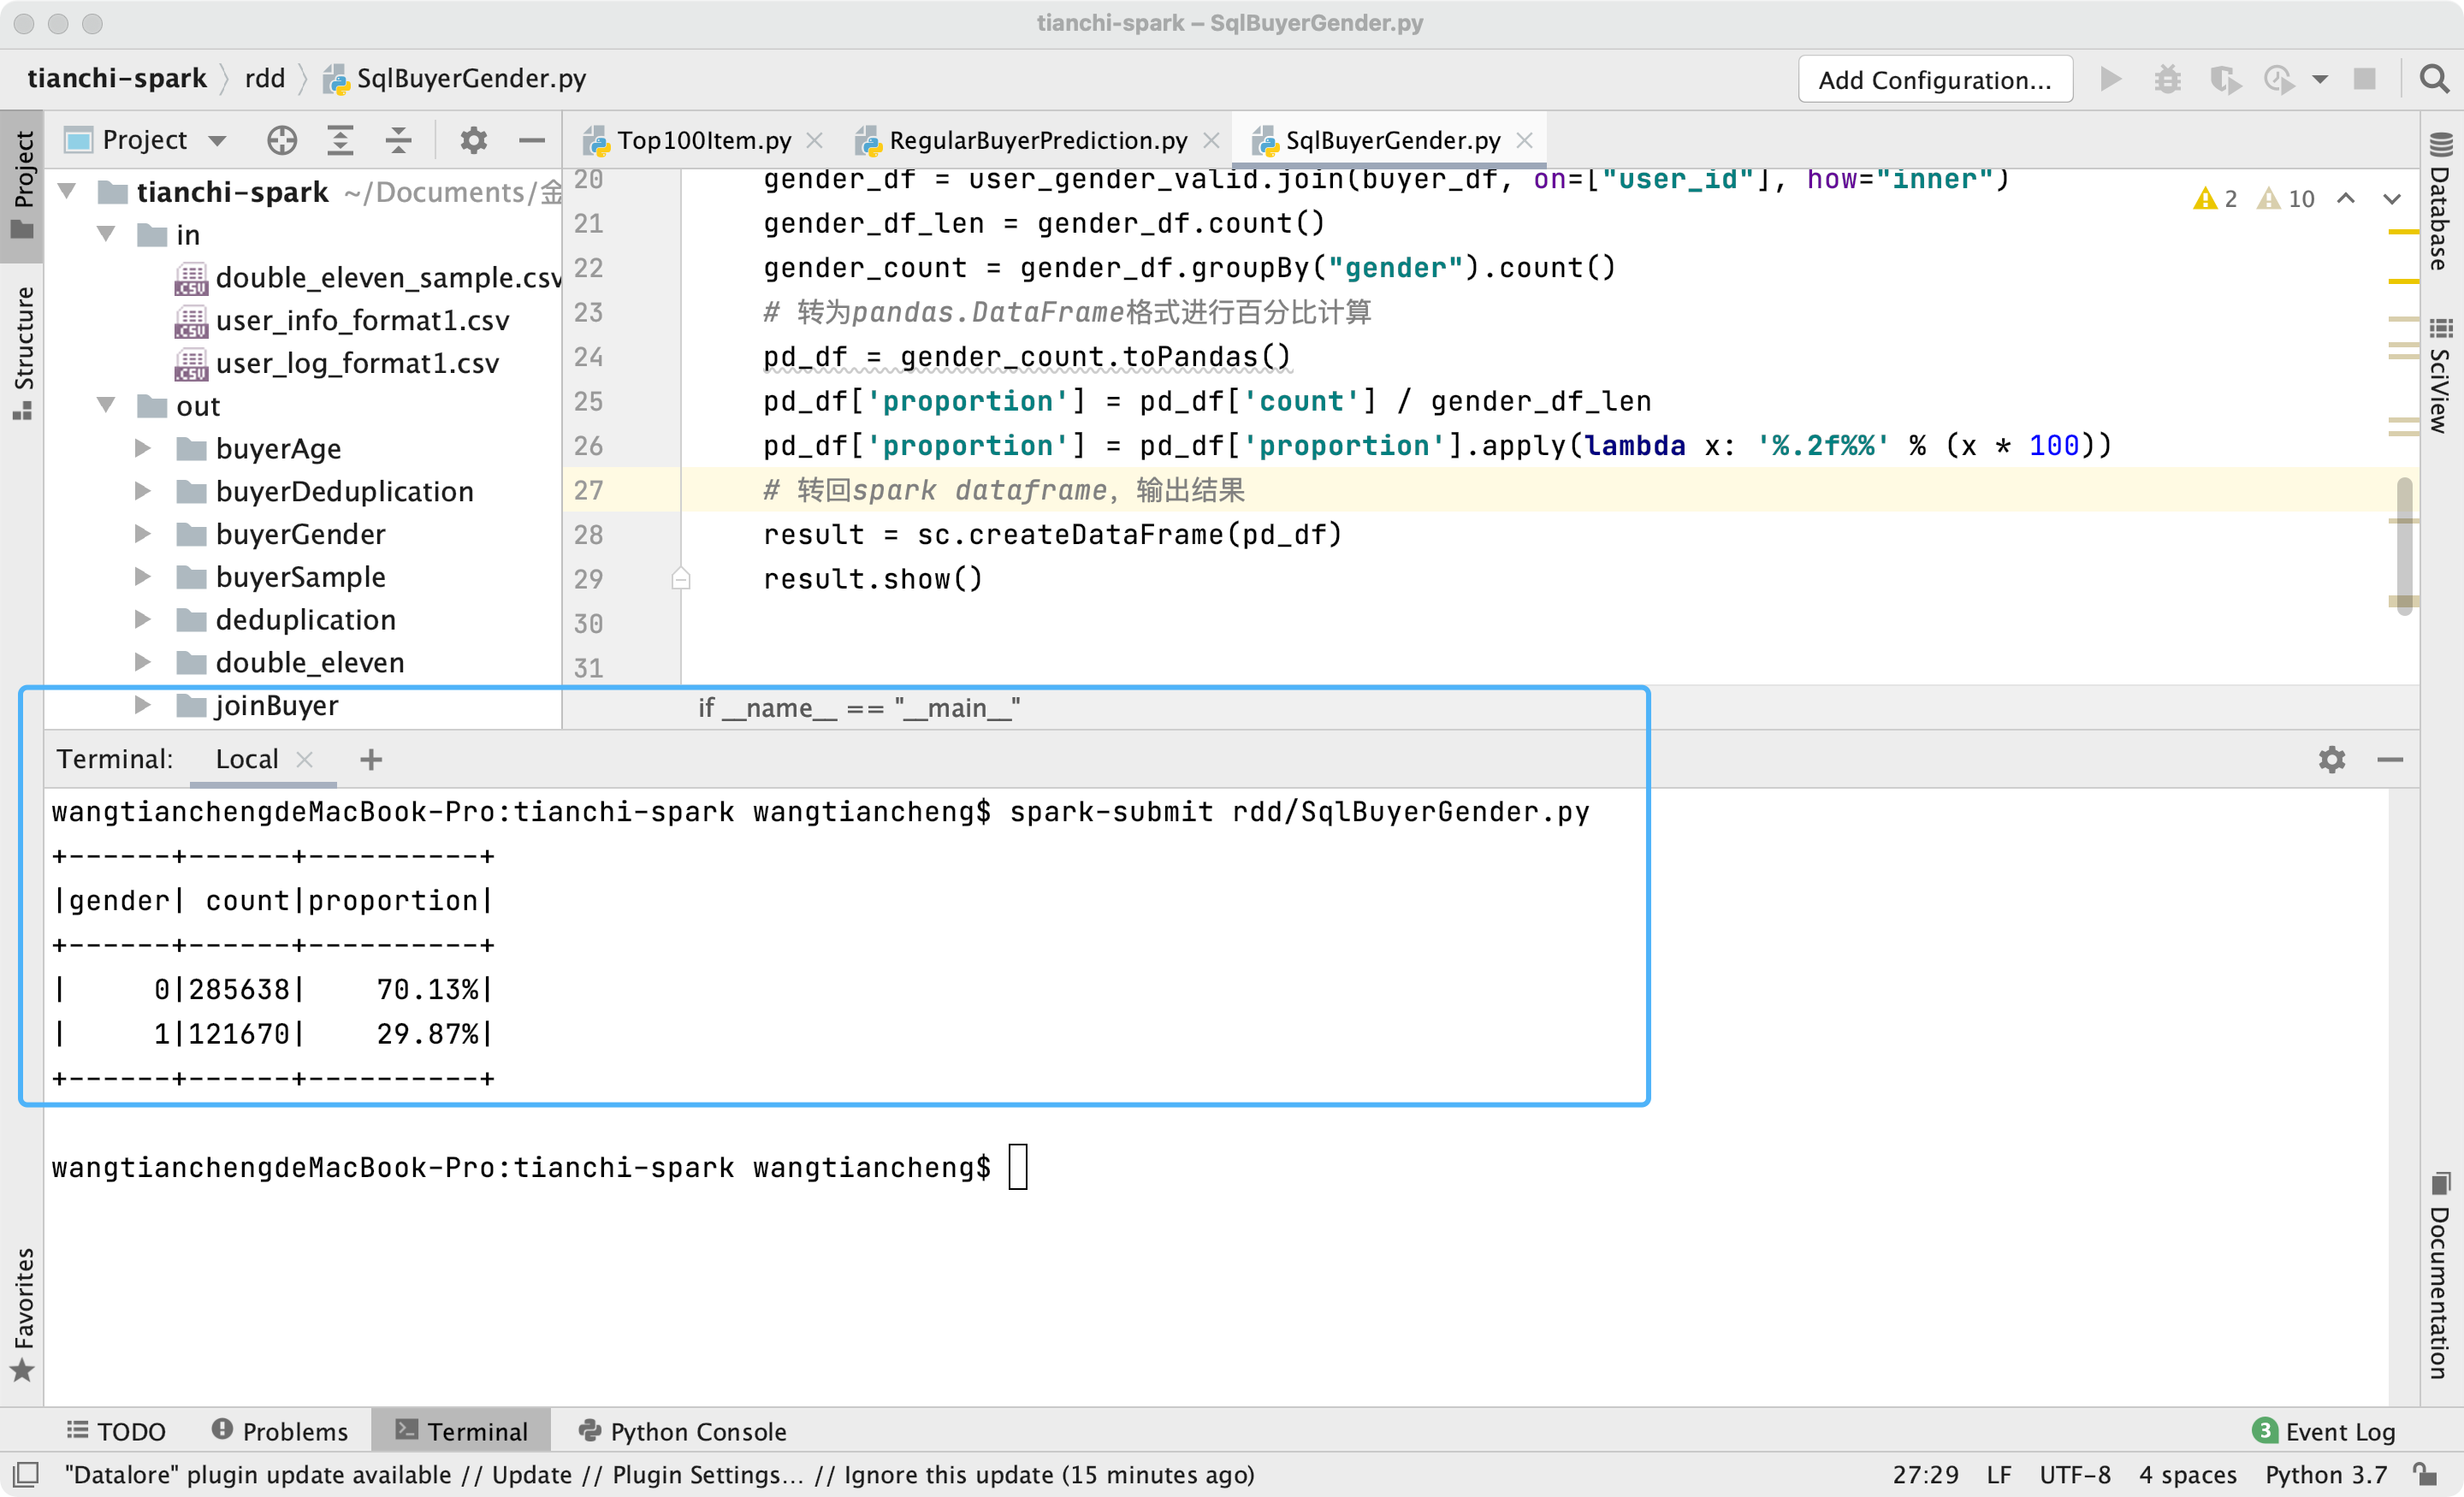 tianchi-spark – SqlBuyerGender.py
tianchi-spark rdd SqlBuyerGender.py
Add Configuration...
Project
Structure
Favorites
Project
tianchi-spark ~/Documents/金
in
double_eleven_sample.csv
user_info_format1.csv
user_log_format1.csv
out
buyerAge
buyerDeduplication
buyerGender
buyerSample
deduplication
double_eleven
joinBuyer
Top100Item.py RegularBuyerPrediction.py SqlBuyerGender.py
2 10
20 gender_df = user_gender_valid.join(buyer_df, on=["user_id"], how="inner")
21 gender_df_len = gender_df.count()
22 gender_count = gender_df.groupBy("gender").count()
23 # 转为pandas.DataFrame格式进行百分比计算
24 pd_df = gender_count.toPandas()
25 pd_df['proportion'] = pd_df['count'] / gender_df_len
26 pd_df['proportion'] = pd_df['proportion'].apply(lambda x: '%.2f%%' % (x * 100))
27 # 转回spark dataframe，输出结果
28 result = sc.createDataFrame(pd_df)
29 result.show()
30
31
if __name__ == "__main__"
Database
SciView
Documentation
Terminal: Local +
wangtianchengdeMacBook-Pro:tianchi-spark wangtiancheng$ spark-submit rdd/SqlBuyerGender.py
+------+------+----------+
|gender| count|proportion|
+------+------+----------+
|     0|285638|    70.13%|
|     1|121670|    29.87%|
+------+------+----------+
wangtianchengdeMacBook-Pro:tianchi-spark wangtiancheng$
TODO Problems Terminal Python Console 3 Event Log
"Datalore" plugin update available // Update // Plugin Settings... // Ignore this update (15 minutes ago) 27:29 LF UTF-8 4 spaces Python 3.7